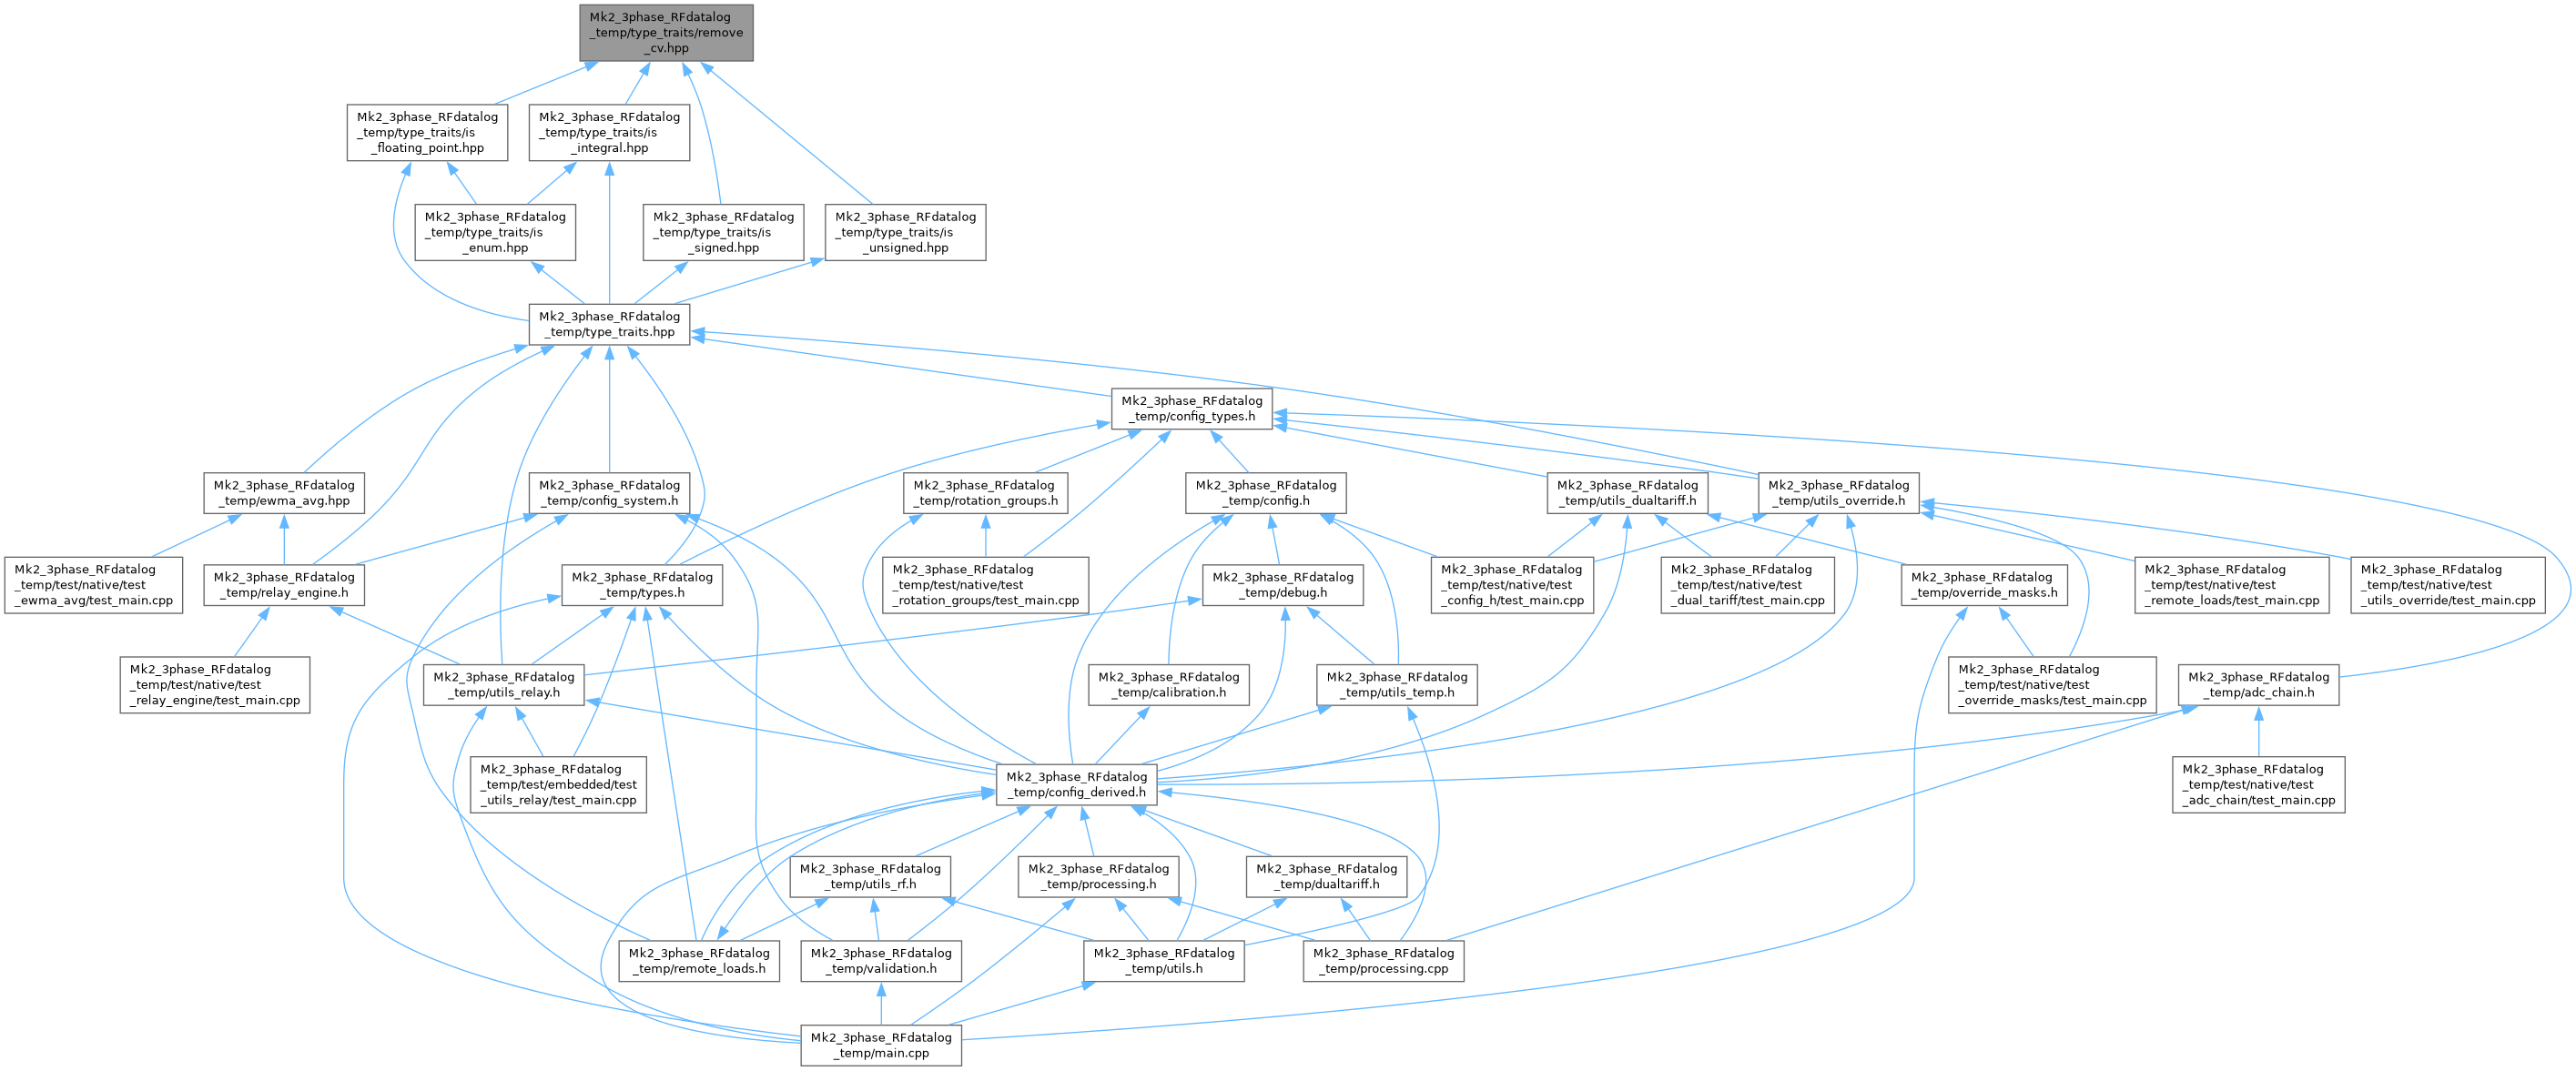 Mk2_3phase_RFdatalog
_temp/type_traits/remove
_cv.hpp
Mk2_3phase_RFdatalog
_temp/type_traits/is
_floating_point.hpp
Mk2_3phase_RFdatalog
_temp/type_traits/is
_integral.hpp
Mk2_3phase_RFdatalog
_temp/type_traits/is
_enum.hpp
Mk2_3phase_RFdatalog
_temp/type_traits/is
_signed.hpp
Mk2_3phase_RFdatalog
_temp/type_traits/is
_unsigned.hpp
Mk2_3phase_RFdatalog
_temp/type_traits.hpp
Mk2_3phase_RFdatalog
_temp/config_types.h
Mk2_3phase_RFdatalog
_temp/ewma_avg.hpp
Mk2_3phase_RFdatalog
_temp/config_system.h
Mk2_3phase_RFdatalog
_temp/rotation_groups.h
Mk2_3phase_RFdatalog
_temp/config.h
Mk2_3phase_RFdatalog
_temp/utils_dualtariff.h
Mk2_3phase_RFdatalog
_temp/utils_override.h
Mk2_3phase_RFdatalog
_temp/test/native/test
_ewma_avg/test_main.cpp
Mk2_3phase_RFdatalog
_temp/relay_engine.h
Mk2_3phase_RFdatalog
_temp/types.h
Mk2_3phase_RFdatalog
_temp/test/native/test
_rotation_groups/test_main.cpp
Mk2_3phase_RFdatalog
_temp/debug.h
Mk2_3phase_RFdatalog
_temp/test/native/test
_config_h/test_main.cpp
Mk2_3phase_RFdatalog
_temp/test/native/test
_dual_tariff/test_main.cpp
Mk2_3phase_RFdatalog
_temp/override_masks.h
Mk2_3phase_RFdatalog
_temp/test/native/test
_remote_loads/test_main.cpp
Mk2_3phase_RFdatalog
_temp/test/native/test
_utils_override/test_main.cpp
Mk2_3phase_RFdatalog
_temp/test/native/test
_relay_engine/test_main.cpp
Mk2_3phase_RFdatalog
_temp/utils_relay.h
Mk2_3phase_RFdatalog
_temp/calibration.h
Mk2_3phase_RFdatalog
_temp/utils_temp.h
Mk2_3phase_RFdatalog
_temp/test/native/test
_override_masks/test_main.cpp
Mk2_3phase_RFdatalog
_temp/adc_chain.h
Mk2_3phase_RFdatalog
_temp/test/embedded/test
_utils_relay/test_main.cpp
Mk2_3phase_RFdatalog
_temp/config_derived.h
Mk2_3phase_RFdatalog
_temp/test/native/test
_adc_chain/test_main.cpp
Mk2_3phase_RFdatalog
_temp/utils_rf.h
Mk2_3phase_RFdatalog
_temp/processing.h
Mk2_3phase_RFdatalog
_temp/dualtariff.h
Mk2_3phase_RFdatalog
_temp/remote_loads.h
Mk2_3phase_RFdatalog
_temp/validation.h
Mk2_3phase_RFdatalog
_temp/utils.h
Mk2_3phase_RFdatalog
_temp/processing.cpp
Mk2_3phase_RFdatalog
_temp/main.cpp